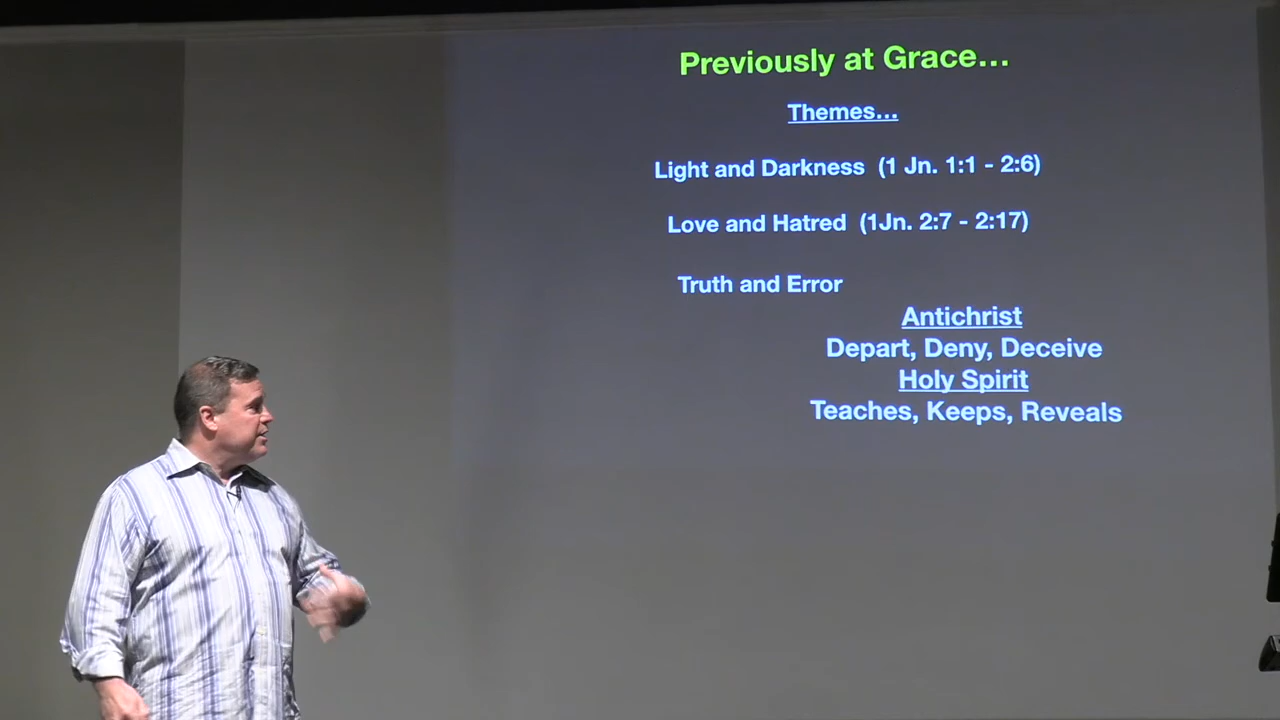 Previously at Grace...
Themes...
Light and Darkness (1 Jn. 1:1 - 2:6)
Love and Hatred (1Jn. 2:7 - 2:17)
Truth and Error
Antichrist
Depart, Deny, Deceive
Holy Spirit
Teaches, Keeps, Reveals